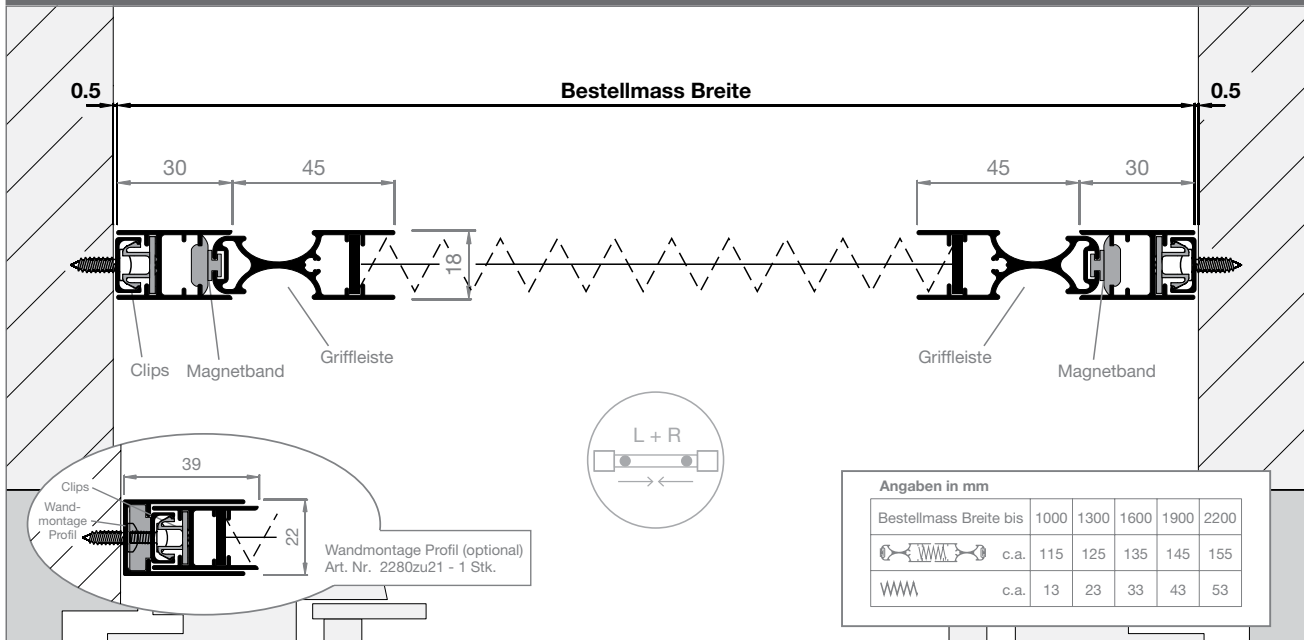 0.5 Bestellmass Breite 0.5
30 45 45 30
18
Griffleiste Griffleiste
Clips Magnetband Magnetband
L + R
39
Clips
Wand-
montage
Profil
22
Wandmontage Profil (optional)
Art. Nr. 2280zu21 - 1 Stk.
Angaben in mm
Bestellmass Breite bis 1000 1300 1600 1900 2200
c.a. 115 125 135 145 155
c.a. 13 23 33 43 53